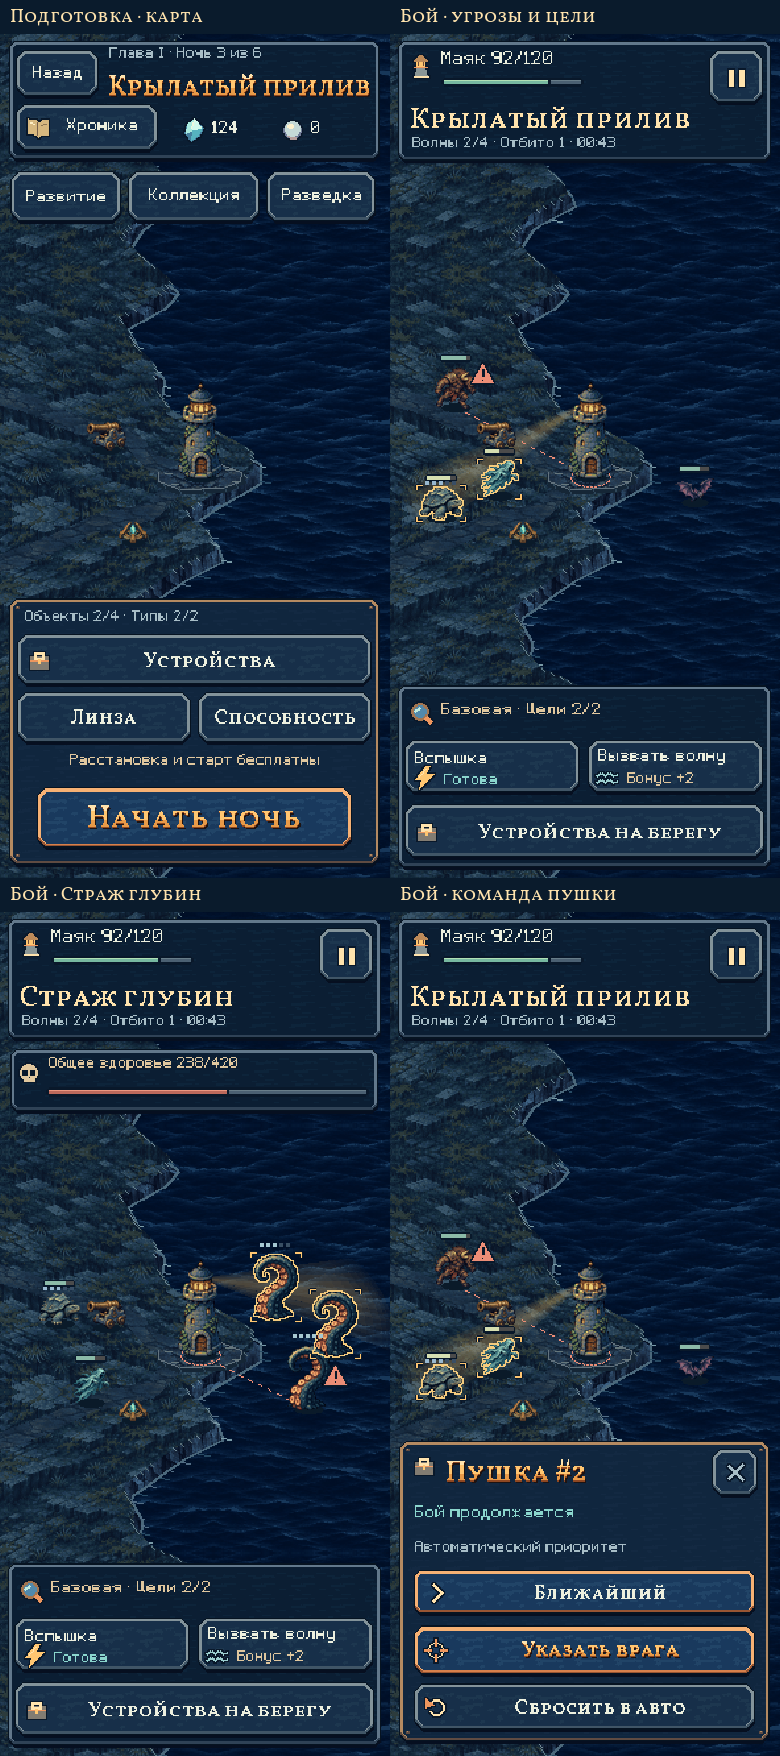 Подготовка · карта
Глава I · Ночь 3 из 6
Назад
Крылатый прилив
Хроника
124
0
Развитие
Коллекция
Разведка
Объекты 2/4 · Типы 2/2
Устройства
Линза
Способность
Расстановка и старт бесплатны
Начать ночь
Бой · угрозы и цели
Маяк 92/120
Крылатый прилив
Волны 2/4 · Отбито 1 · 00:43
Базовая · Цели 2/2
Вспышка
Готова
Вызвать волну
Бонус +2
Устройства на берегу
Бой · Страж глубин
Маяк 92/120
Страж глубин
Волны 2/4 · Отбито 1 · 00:43
Общее здоровье 238/420
Базовая · Цели 2/2
Вспышка
Готова
Вызвать волну
Бонус +2
Устройства на берегу
Бой · команда пушки
Маяк 92/120
Крылатый прилив
Волны 2/4 · Отбито 1 · 00:43
Пушка #2
Бой продолжается
Автоматический приоритет
Ближайший
Указать врага
Сбросить в авто